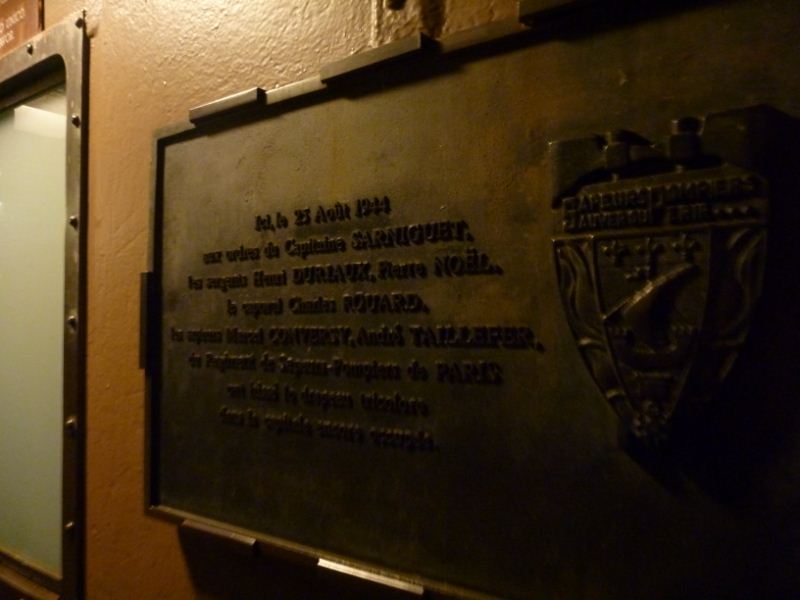 Ici, le 25 Août 1944
aux ordres du Capitaine SARNIGUET,
les sergents Henri DURIAUX, Pierre NOËL,
le caporal Charles ROUARD,
les sapeurs Marcel CONVERSY, André TAILLEFER,
du Régiment de Sapeurs-Pompiers de PARIS
ont hissé le drapeau tricolore
dans la capitale encore occupée.
SAPEURS POMPIERS